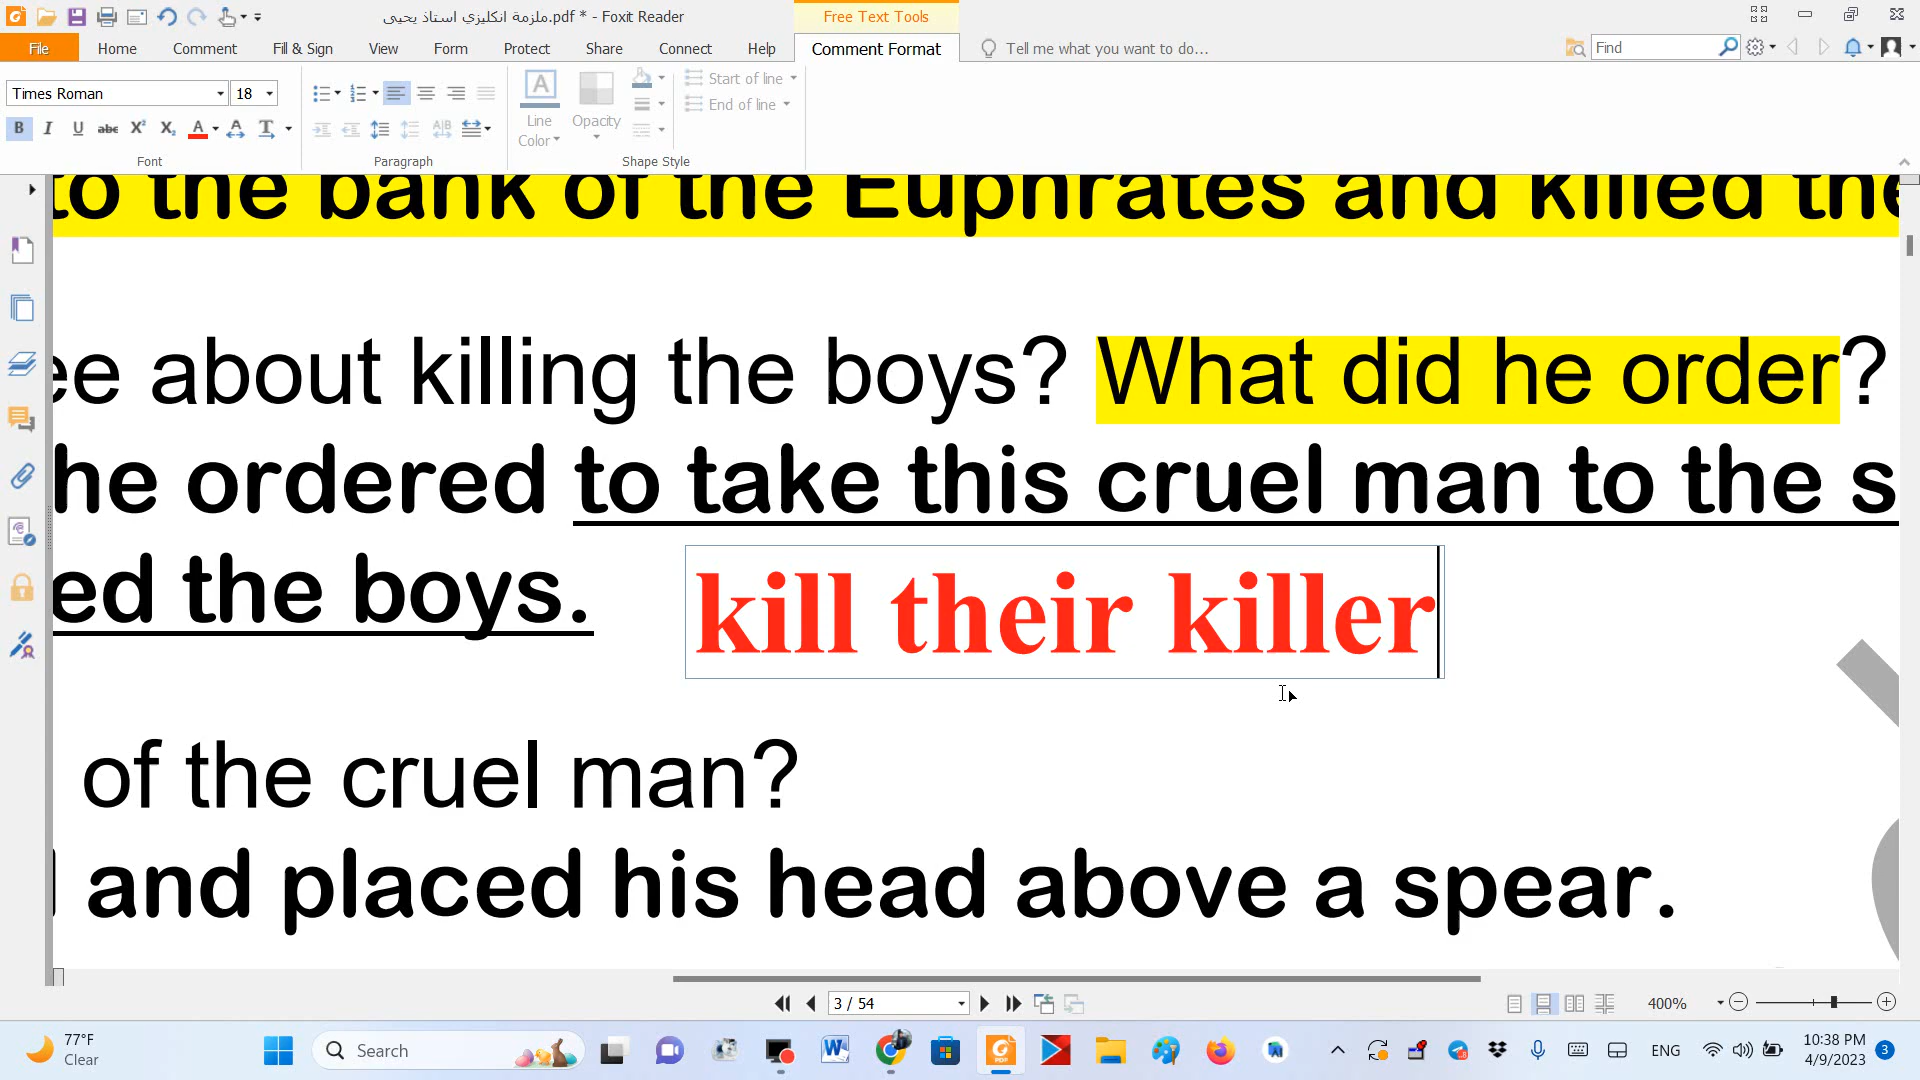 ملزمة انكليزي استاذ يحيى.pdf * - Foxit Reader
Free Text Tools
File Home Comment Fill & Sign View Form Protect Share Connect Help Comment Format Tell me what you want to do... Find
Times Roman 18
Line Color
Opacity
Start of line
End of line
Font Paragraph Shape Style
to the bank of the Euphrates and killed the
ee about killing the boys? What did he order?
he ordered to take this cruel man to the s
ed the boys.
kill their killer
of the cruel man?
and placed his head above a spear.
3 / 54
400%
77°F
Clear
Search
ENG
10:38 PM
4/9/2023
3